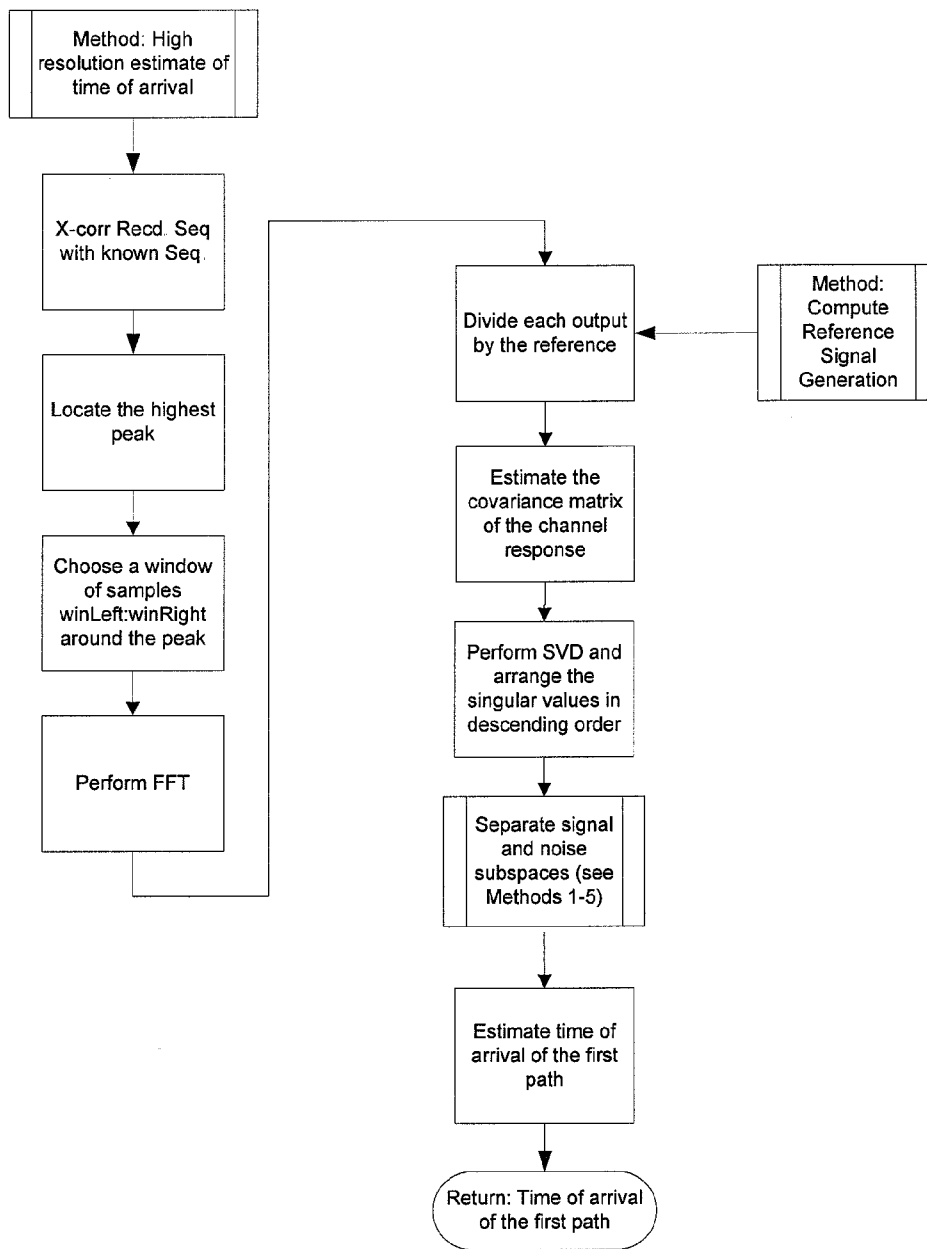 Method: High
resolution estimate of
time of arrival
X-corr Recd. Seq
with known Seq.
Locate the highest
peak
Choose a window
of samples
winLeft:winRight
around the peak
Perform FFT
Divide each output
by the reference
Method:
Compute
Reference
Signal
Generation
Estimate the
covariance matrix
of the channel
response
Perform SVD and
arrange the
singular values in
descending order
Separate signal
and noise
subspaces (see
Methods 1-5)
Estimate time of
arrival of the first
path
Return: Time of arrival
of the first path